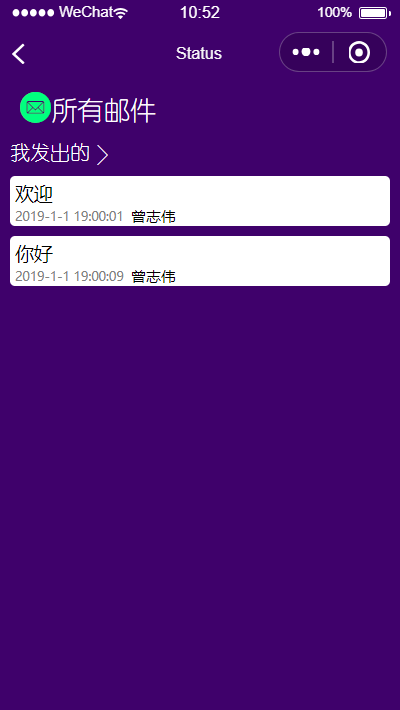 ●●●●● WeChat 10:52 100%
Status
所有邮件
我发出的
欢迎
2019-1-1 19:00:01 曾志伟
你好
2019-1-1 19:00:09 曾志伟